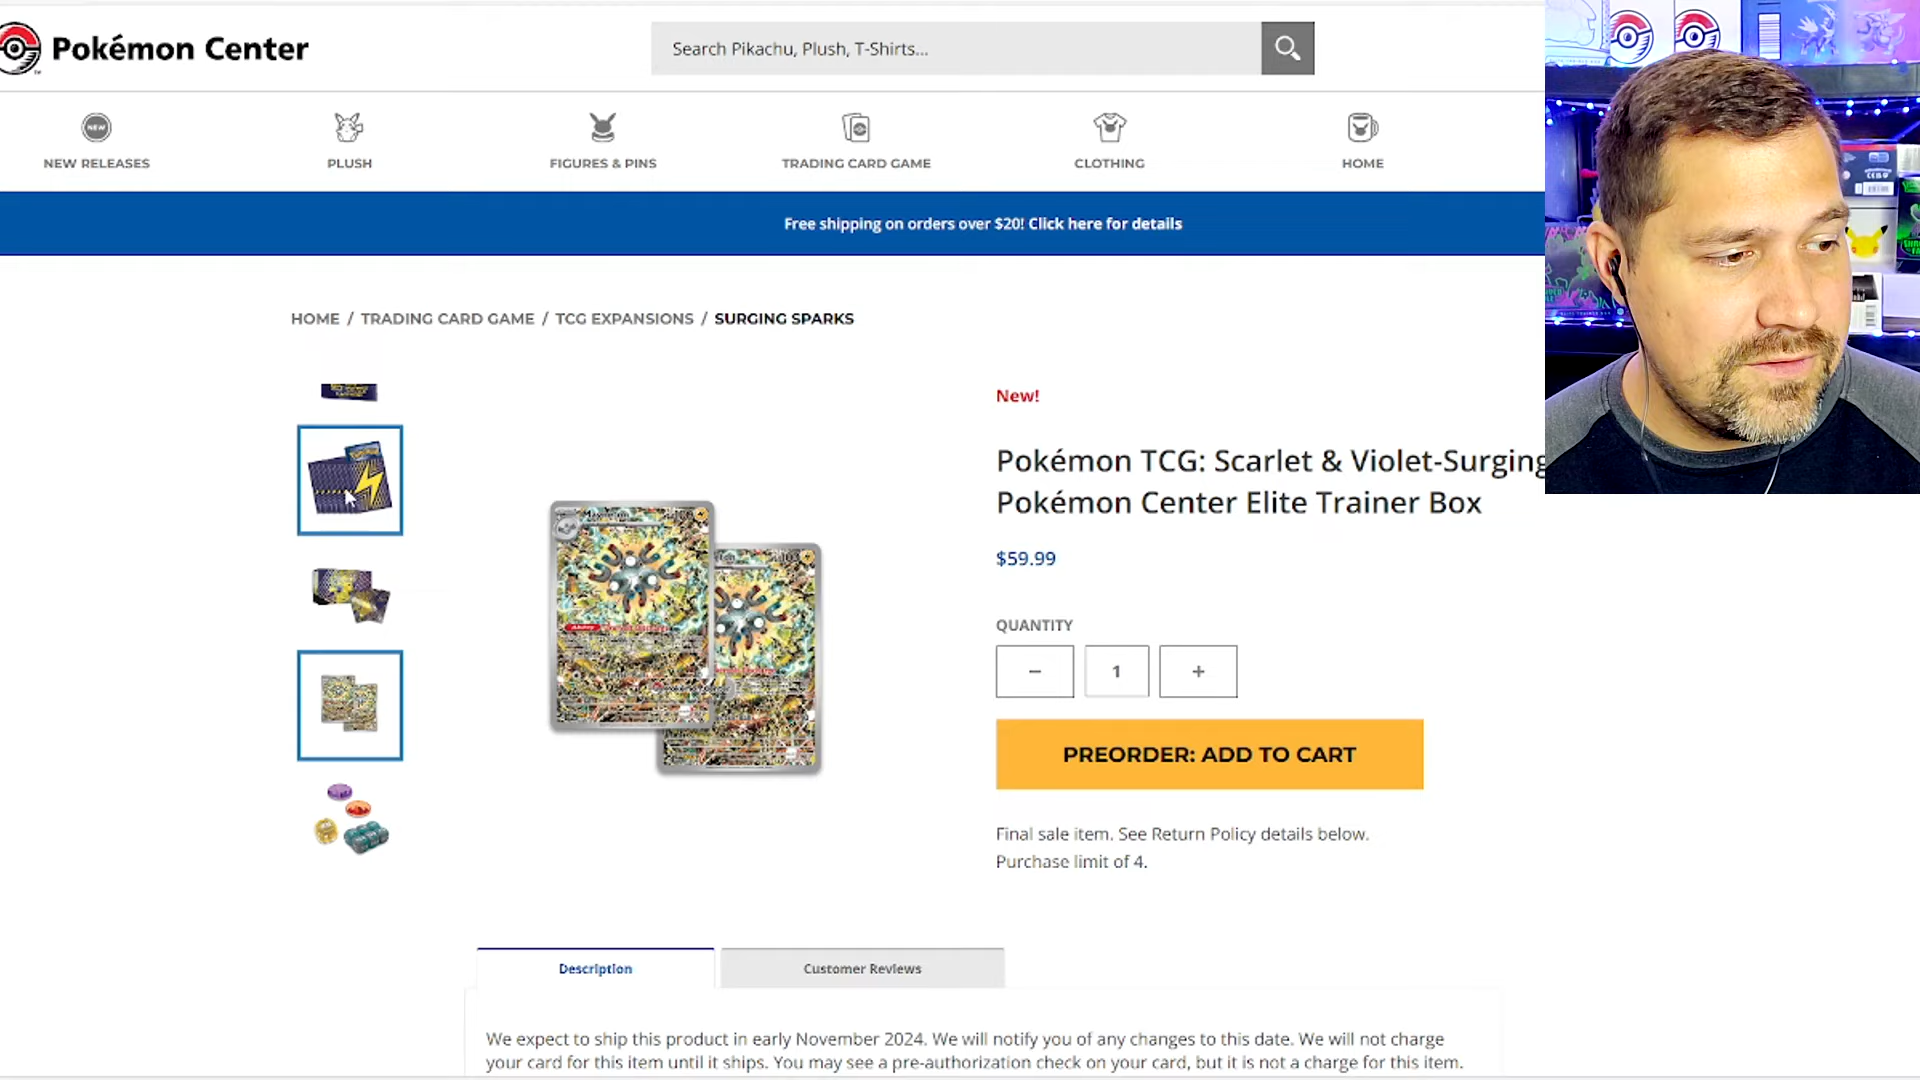 Pokémon Center
Search Pikachu, Plush, T-Shirts...
NEW
NEW RELEASES
PLUSH
FIGURES & PINS
TRADING CARD GAME
CLOTHING
HOME
Free shipping on orders over $20! Click here for details
HOME / TRADING CARD GAME / TCG EXPANSIONS / SURGING SPARKS
New!
Pokémon TCG: Scarlet & Violet-Surging
Pokémon Center Elite Trainer Box
$59.99
QUANTITY
− 1 +
PREORDER: ADD TO CART
Final sale item. See Return Policy details below.
Purchase limit of 4.
Description
Customer Reviews
We expect to ship this product in early November 2024. We will notify you of any changes to this date. We will not charge
your card for this item until it ships. You may see a pre-authorization check on your card, but it is not a charge for this item.